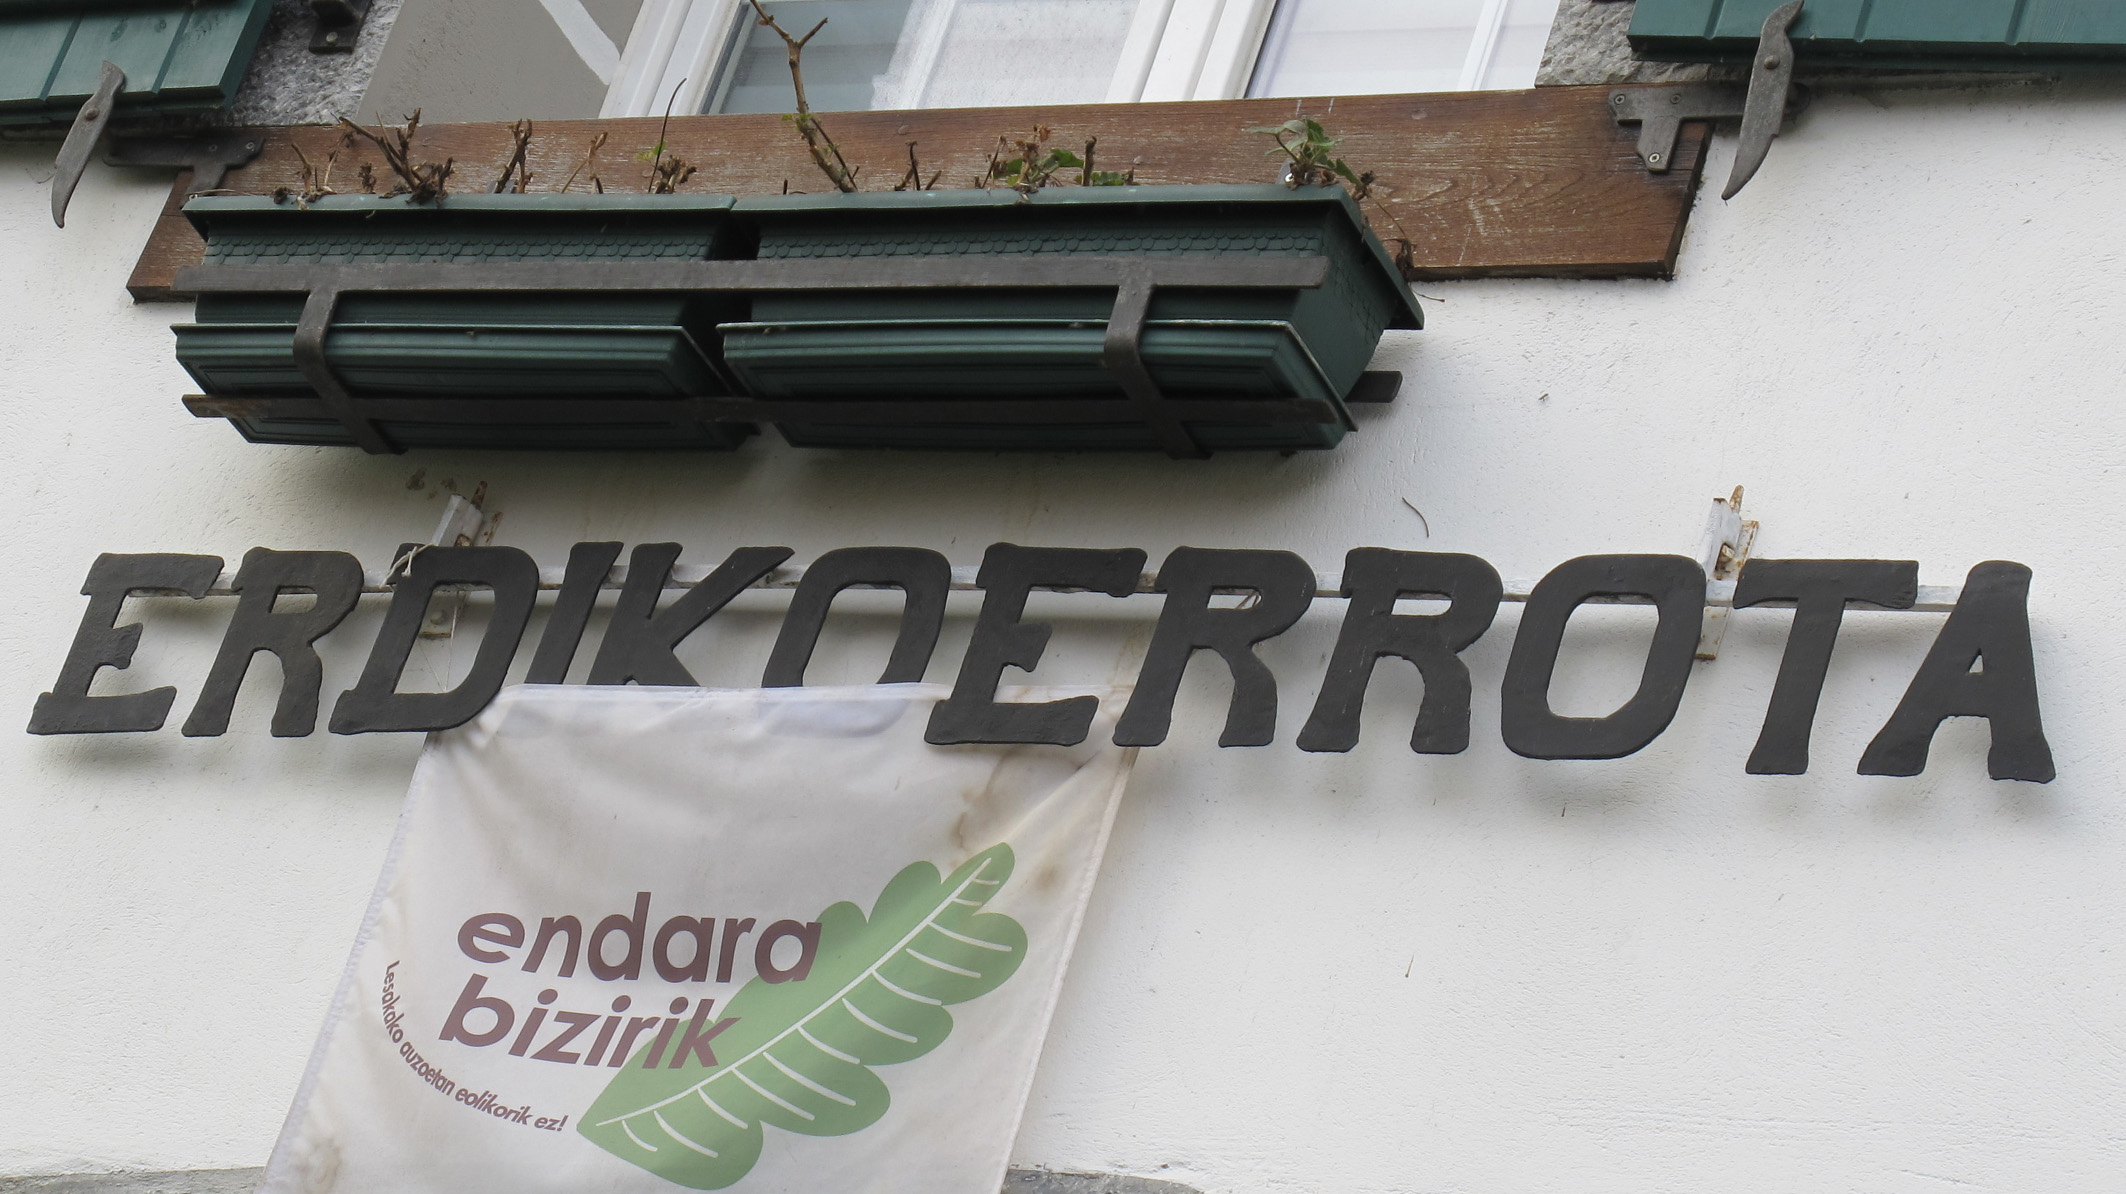 ERDIKOERROTA
endara
bizirik
Lesakako auzoetan eolikorik ez!